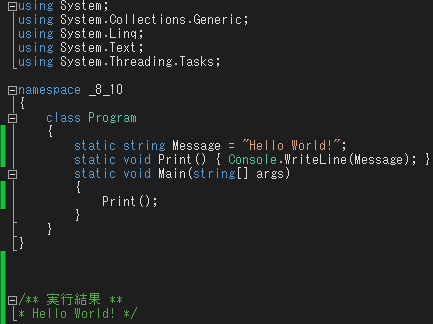 using System;
using System.Collections.Generic;
using System.Linq;
using System.Text;
using System.Threading.Tasks;

namespace _8_10
{
    class Program
    {
        static string Message = "Hello World!";
        static void Print() { Console.WriteLine(Message); }
        static void Main(string[] args)
        {
            Print();
        }
    }
}

/** 実行結果 **
* Hello World! */